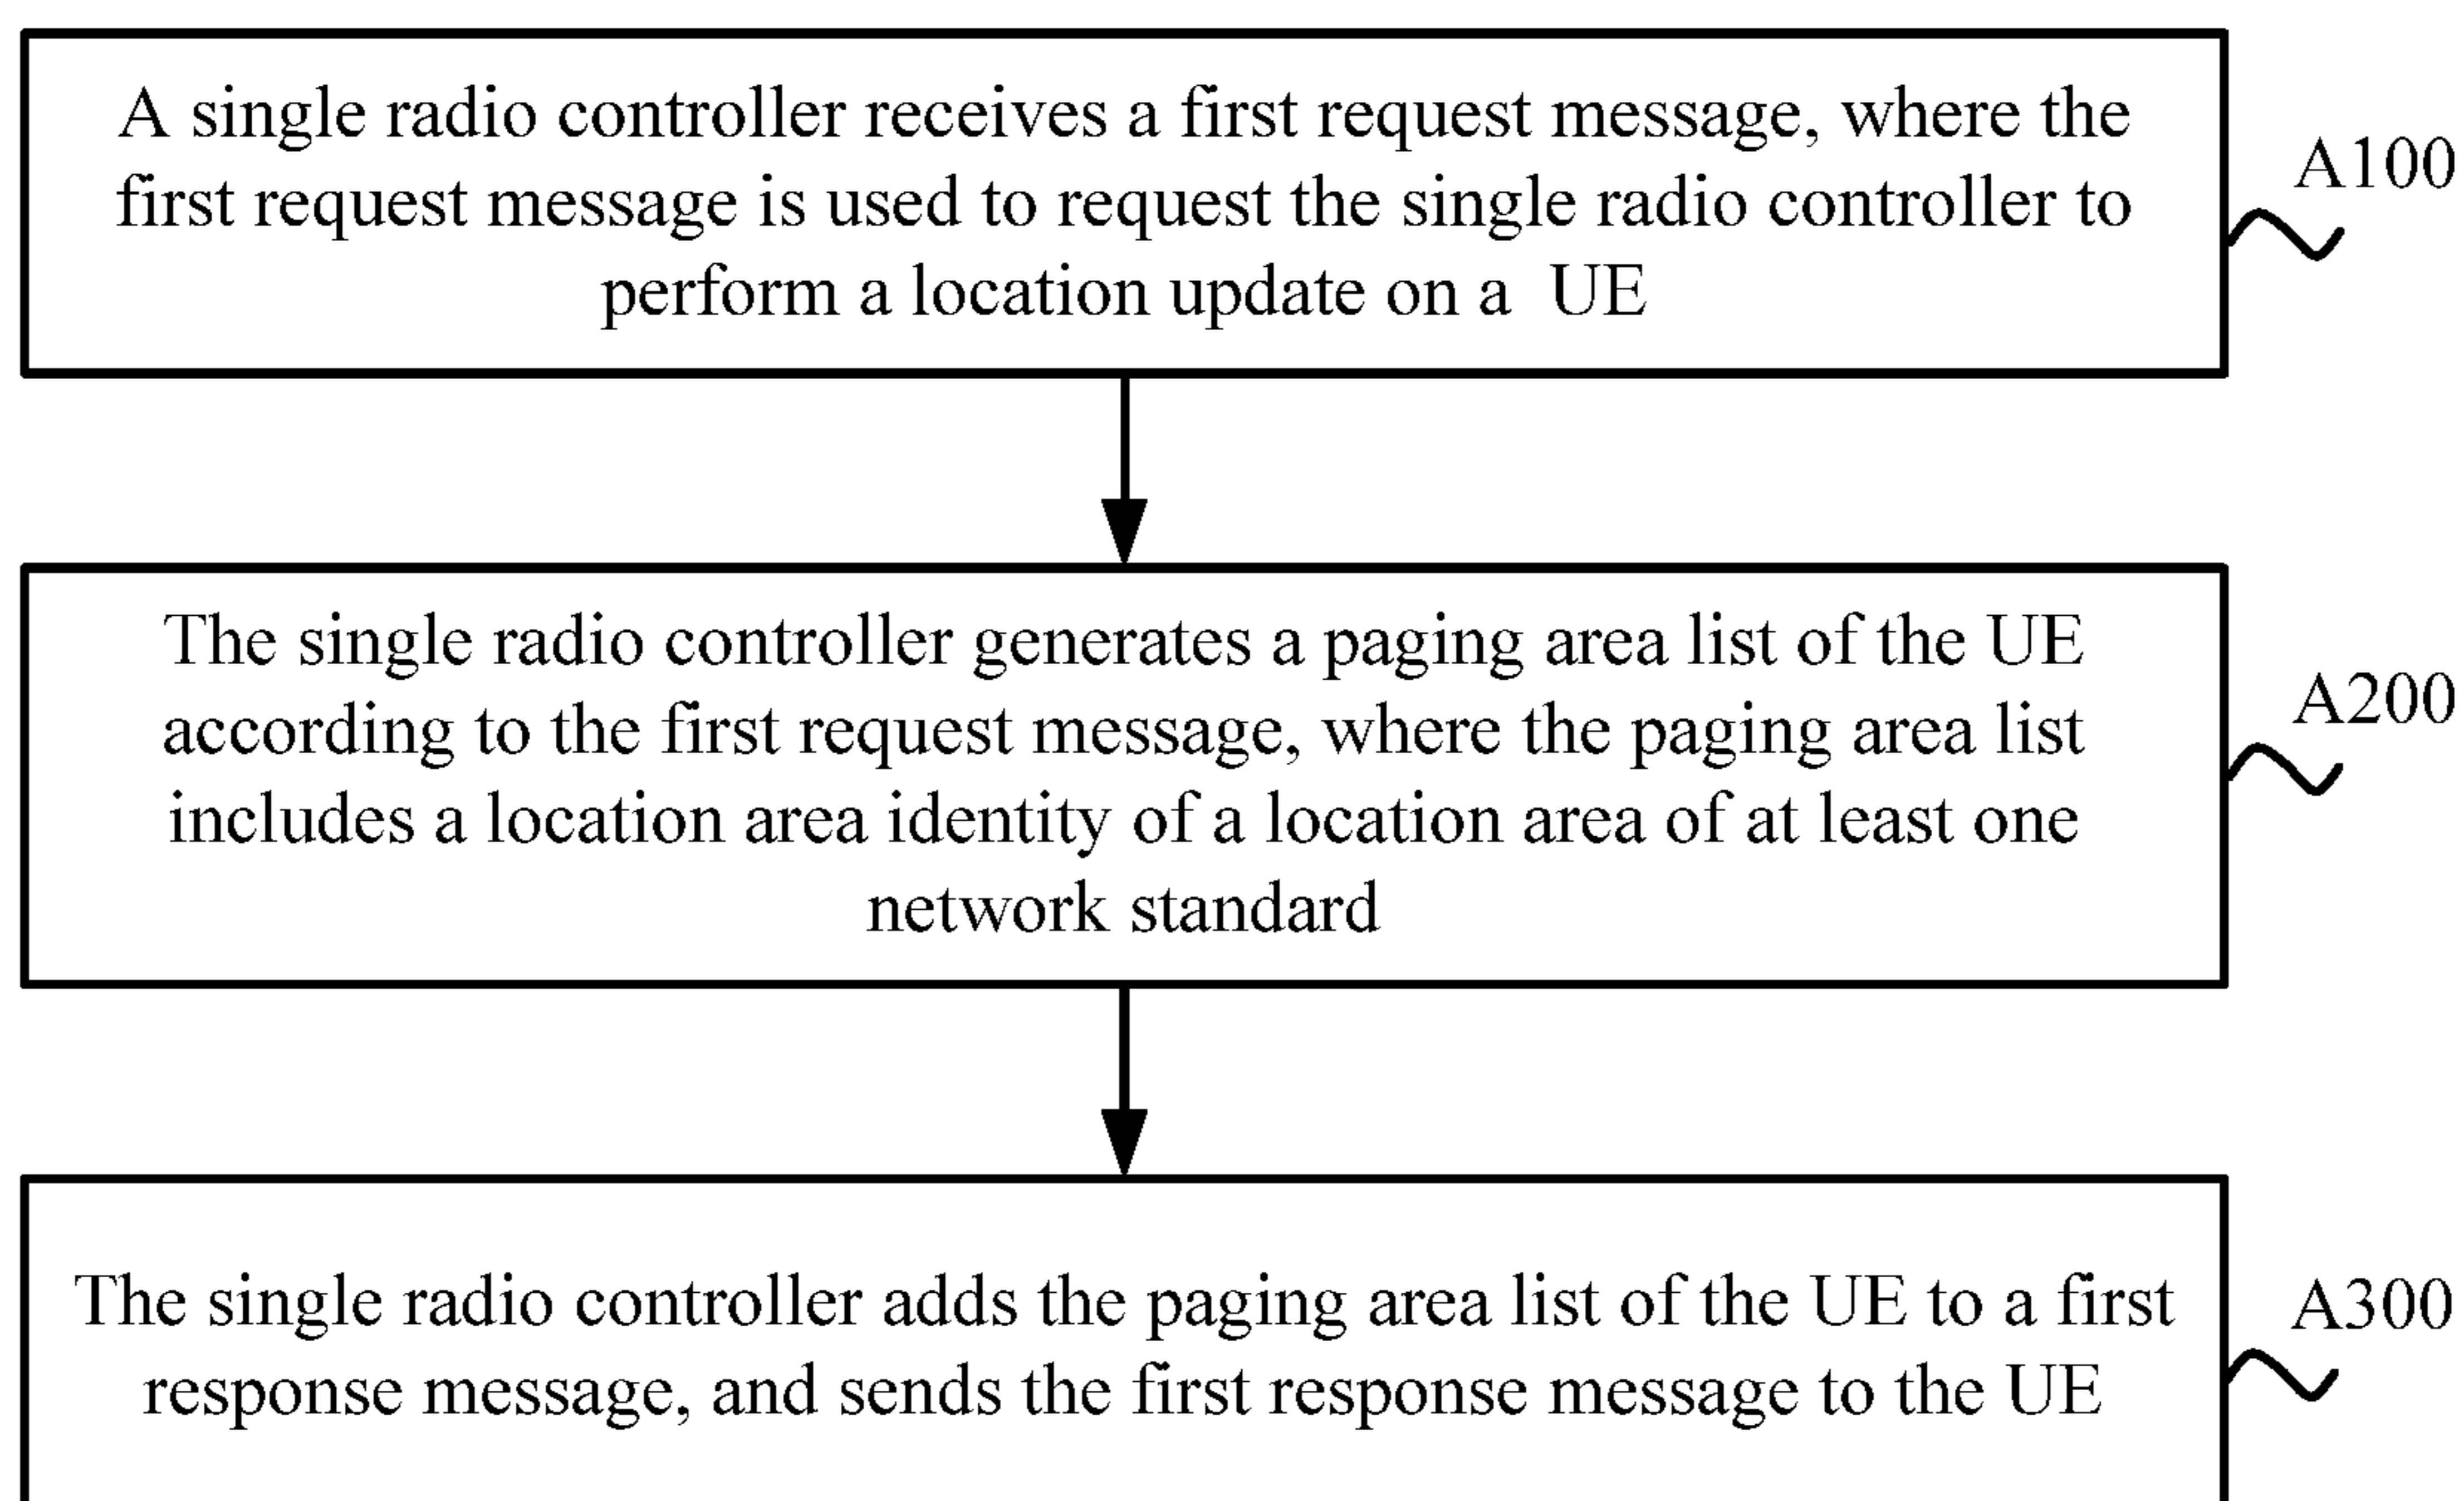 A single radio controller receives a first request message, where the
first request message is used to request the single radio controller to
perform a location update on a UE
A100
The single radio controller generates a paging area list of the UE
according to the first request message, where the paging area list
includes a location area identity of a location area of at least one
network standard
A200
The single radio controller adds the paging area list of the UE to a first
response message, and sends the first response message to the UE
A300